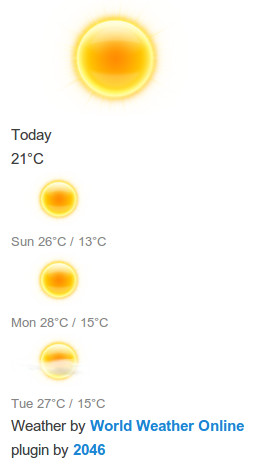 Today
21°C
Sun 26°C / 13°C
Mon 28°C / 15°C
Tue 27°C / 15°C
Weather by World Weather Online
plugin by 2046